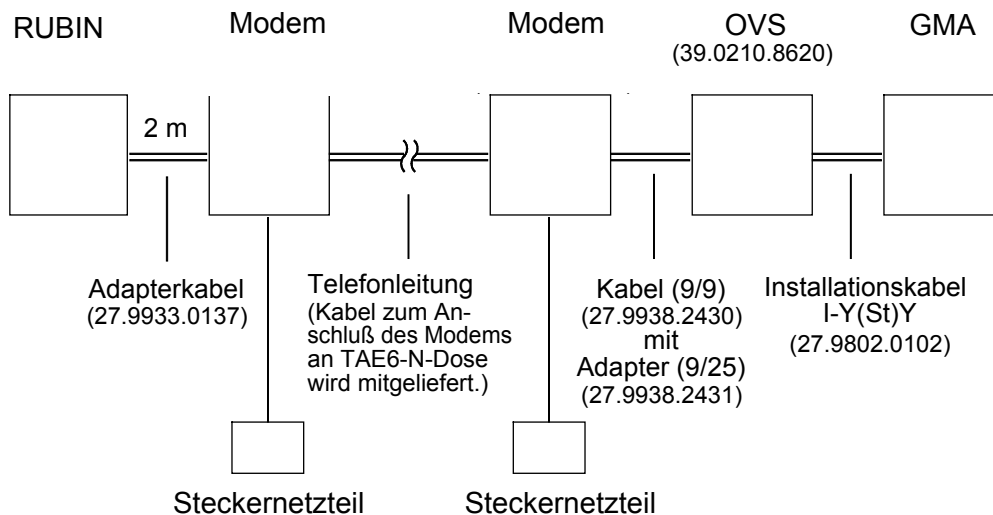 RUBIN
Modem
Modem
OVS
(39.0210.8620)
GMA
2 m
Adapterkabel
(27.9933.0137)
Telefonleitung
(Kabel zum An-
schluß des Modems
an TAE6-N-Dose
wird mitgeliefert.)
Kabel (9/9)
(27.9938.2430)
mit
Adapter (9/25)
(27.9938.2431)
Installationskabel
I-Y(St)Y
(27.9802.0102)
Steckernetzteil
Steckernetzteil